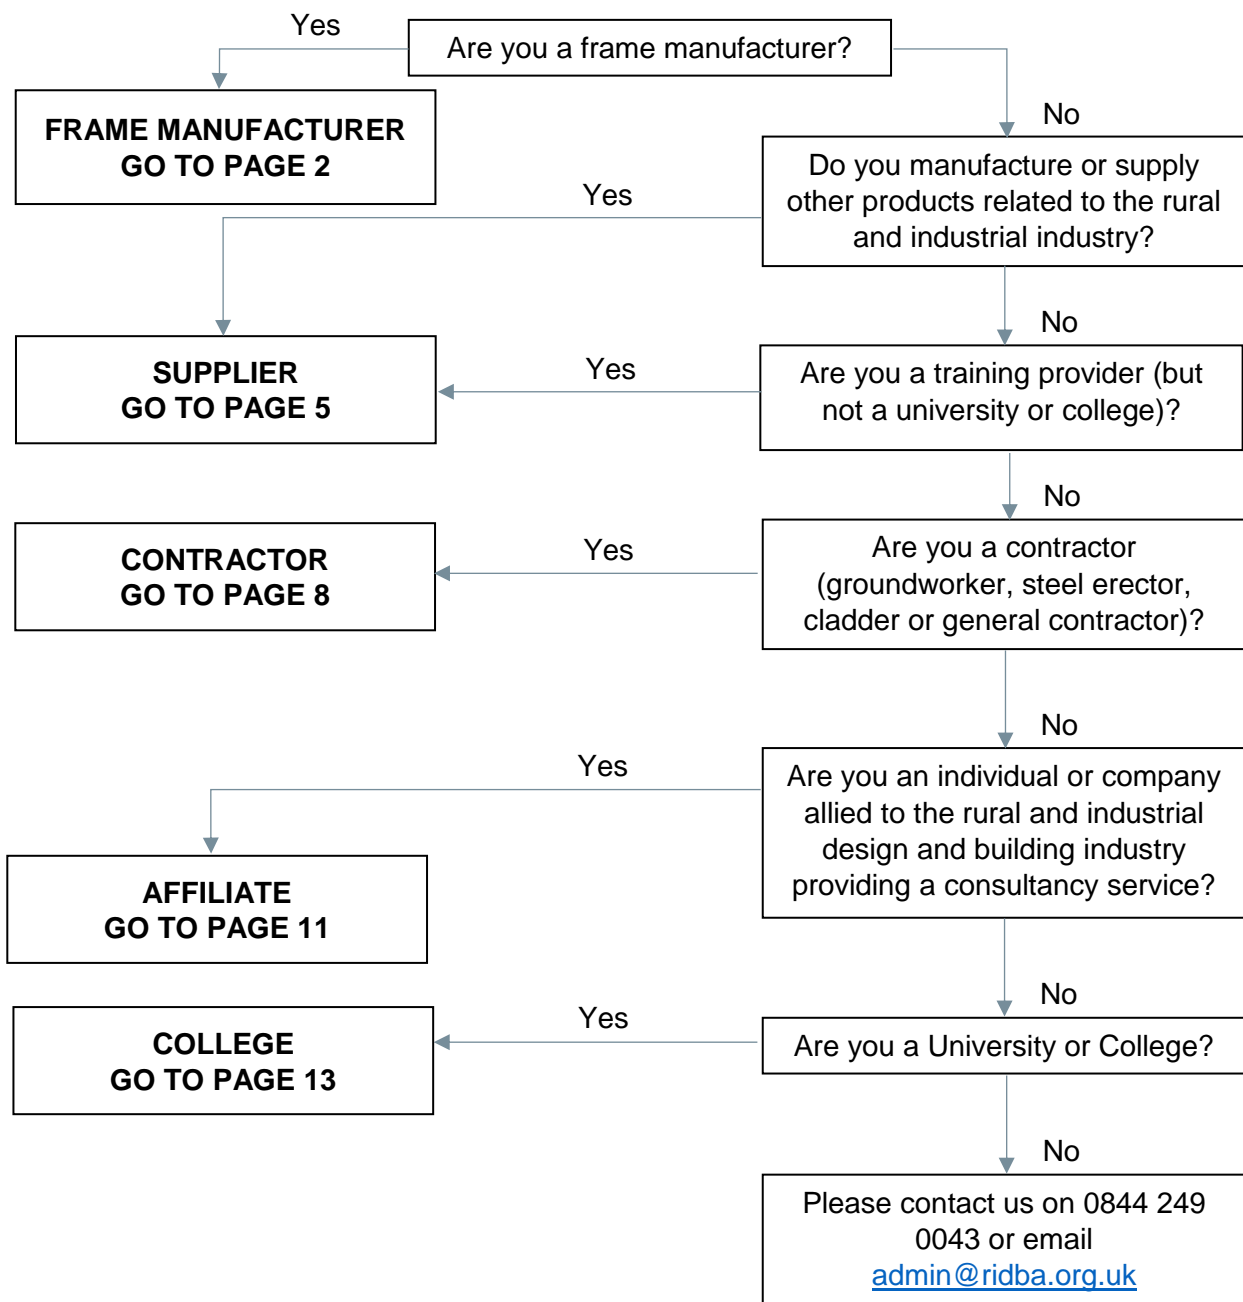 Yes
Are you a frame manufacturer?
FRAME MANUFACTURER
GO TO PAGE 2
No
Do you manufacture or supply
other products related to the rural
and industrial industry?
Yes
No
SUPPLIER
GO TO PAGE 5
Yes
Are you a training provider (but
not a university or college)?
No
CONTRACTOR
GO TO PAGE 8
Yes
Are you a contractor
(groundworker, steel erector,
cladder or general contractor)?
No
Yes
Are you an individual or company
allied to the rural and industrial
design and building industry
providing a consultancy service?
AFFILIATE
GO TO PAGE 11
No
COLLEGE
GO TO PAGE 13
Yes
Are you a University or College?
No
Please contact us on 0844 249
0043 or email
admin@ridba.org.uk